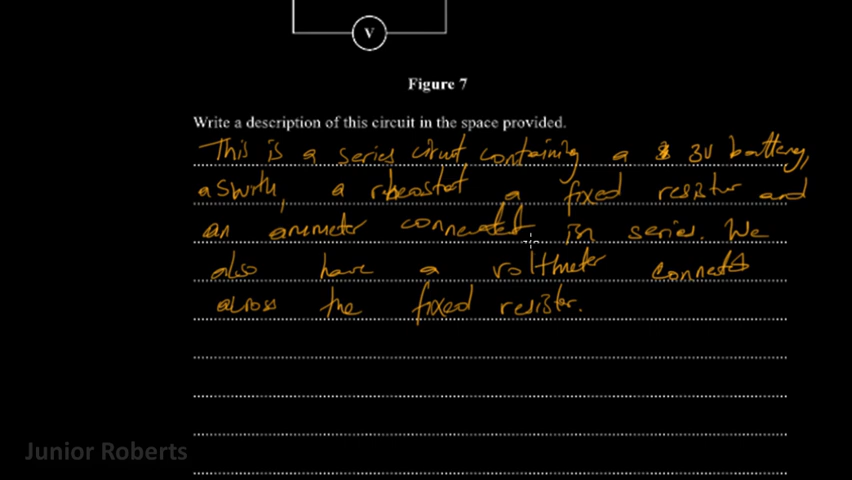 V
Figure 7
Write a description of this circuit in the space provided.
This is a series circuit containing a 3V battery,
a switch, a rheostat a fixed resistor and
an ammeter connected in series. We
also have a voltmeter connected
across the fixed resistor.
Junior Roberts